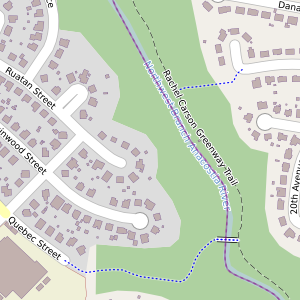 Dana
Ruatan Street
Rachel Carson Greenway Trail
Northwest Branch Anacostia River
nwood Street
20th Avenue
Quebec Street